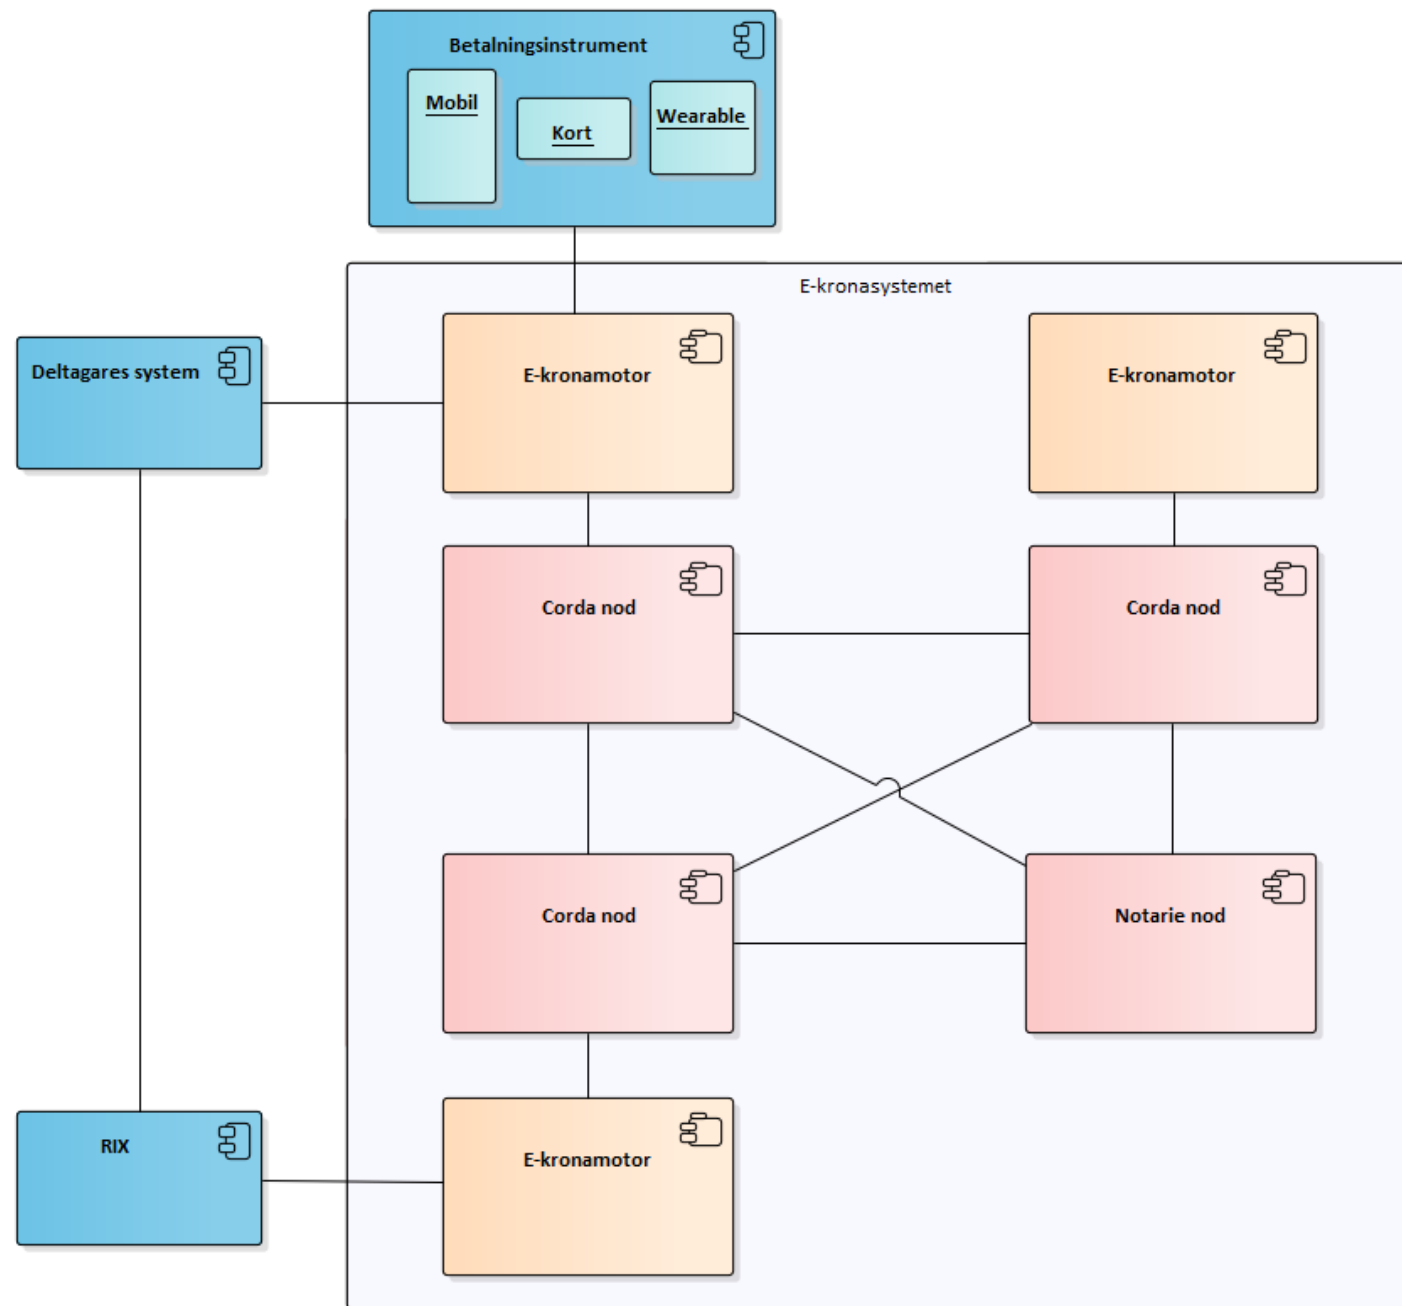 Betalningsinstrument
Mobil
Kort
Wearable
E-kronasystemet
Deltagares system
E-kronamotor
E-kronamotor
Corda nod
Corda nod
Corda nod
Notarie nod
RIX
E-kronamotor